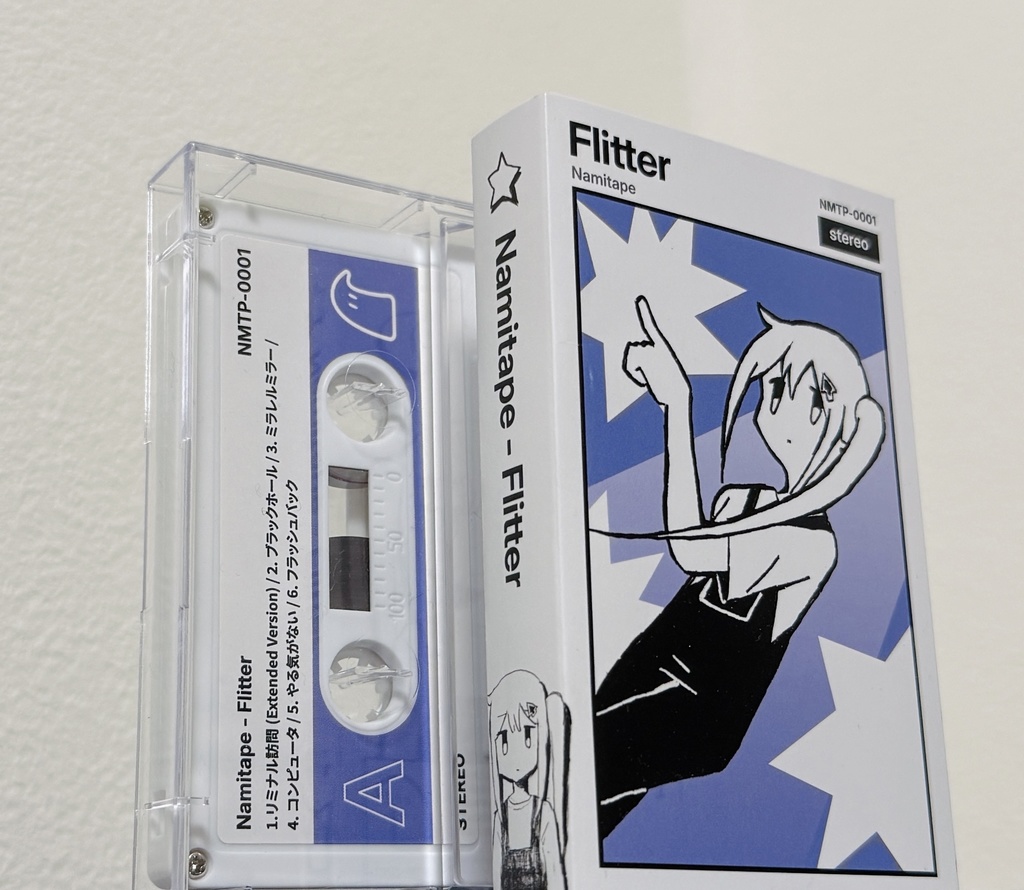 Namitape - Flitter
NMTP-0001
1.リミナル訪問 (Extended Version) / 2. ブラックホール / 3. ミラレルミラー /
4. コンピュータ / 5. やる気がない / 6. フラッシュバック
A
0
50
100
STEREO
Namitape - Flitter
Flitter
Namitape
NMTP-0001
stereo